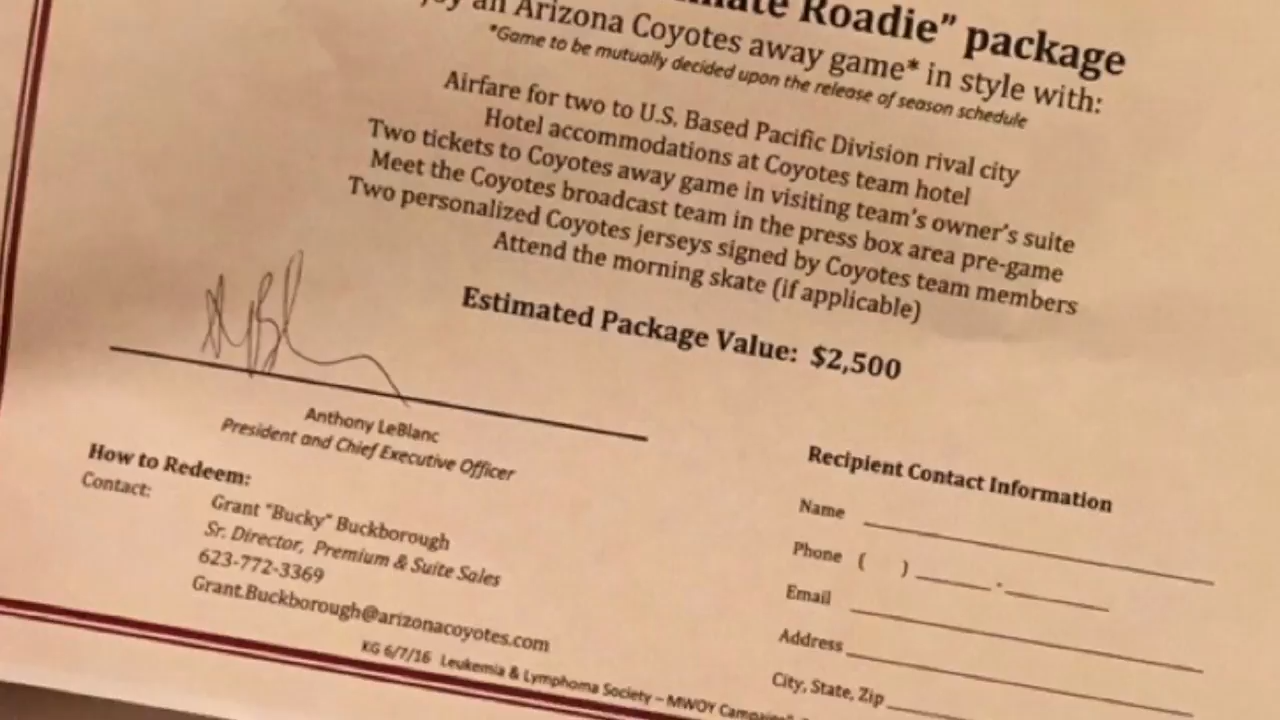 Roadie” package
an Arizona Coyotes away game* in style with:
*Game to be mutually decided upon the release of season schedule
Airfare for two to U.S. Based Pacific Division rival city
Hotel accommodations at Coyotes team hotel
Two tickets to Coyotes away game in visiting team's owner's suite
Meet the Coyotes broadcast team in the press box area pre-game
Two personalized Coyotes jerseys signed by Coyotes team members
Attend the morning skate (if applicable)
Estimated Package Value: $2,500
Anthony LeBlanc
President and Chief Executive Officer
How to Redeem:
Contact:
Grant "Bucky" Buckborough
Sr. Director, Premium & Suite Sales
623-772-3369
Grant.Buckborough@arizonacoyotes.com
Recipient Contact Information
Name
Phone ( ) -
Email
Address
City, State, Zip
KG 6/7/16 Leukemia & Lymphoma Society – MWOY Campaign